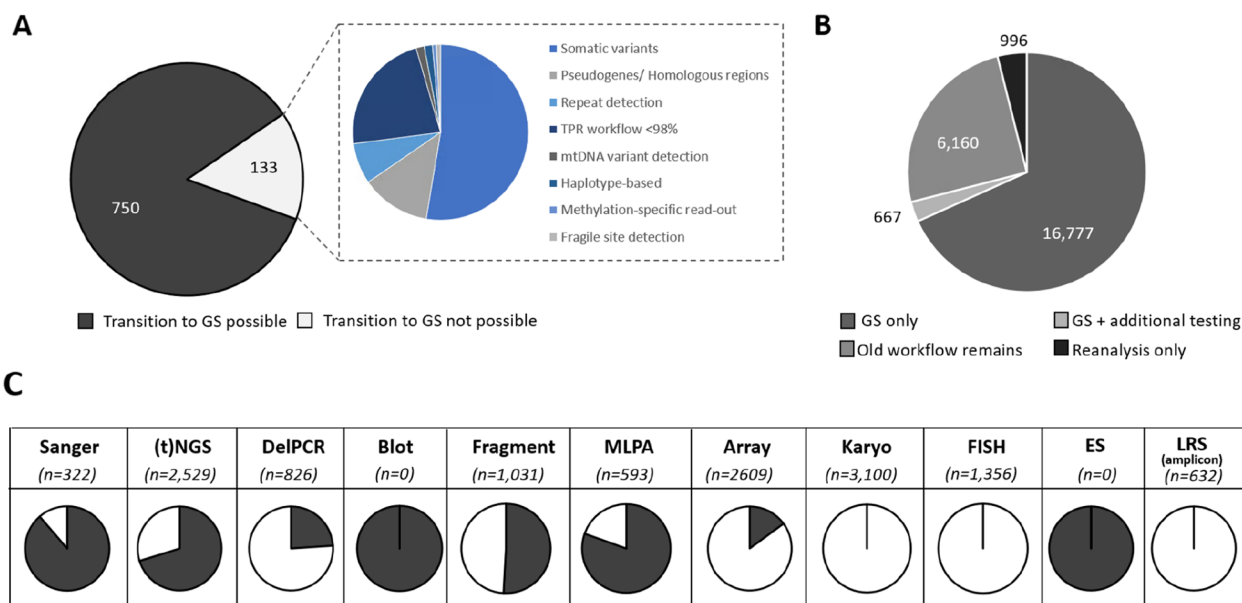 A
750
133
Somatic variants
Pseudogenes/ Homologous regions
Repeat detection
TPR workflow <98%
mtDNA variant detection
Haplotype-based
Methylation-specific read-out
Fragile site detection
Transition to GS possible
Transition to GS not possible
B
996
6,160
667
16,777
GS only
GS + additional testing
Old workflow remains
Reanalysis only
C
Sanger
(n=322)
(t)NGS
(n=2,529)
DelPCR
(n=826)
Blot
(n=0)
Fragment
(n=1,031)
MLPA
(n=593)
Array
(n=2609)
Karyo
(n=3,100)
FISH
(n=1,356)
ES
(n=0)
LRS
(amplicon)
(n=632)